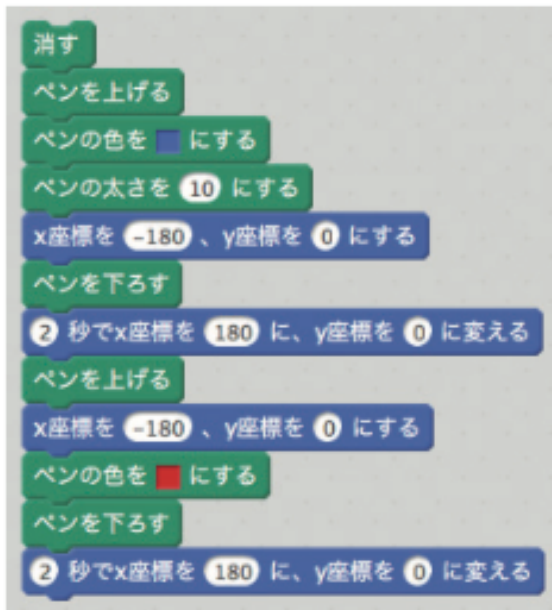 消す
ペンを上げる
ペンの色を にする
ペンの太さを 10 にする
x座標を -180 、y座標を 0 にする
ペンを下ろす
2 秒でx座標を 180 に、y座標を 0 に変える
ペンを上げる
x座標を -180 、y座標を 0 にする
ペンの色を にする
ペンを下ろす
2 秒でx座標を 180 に、y座標を 0 に変える